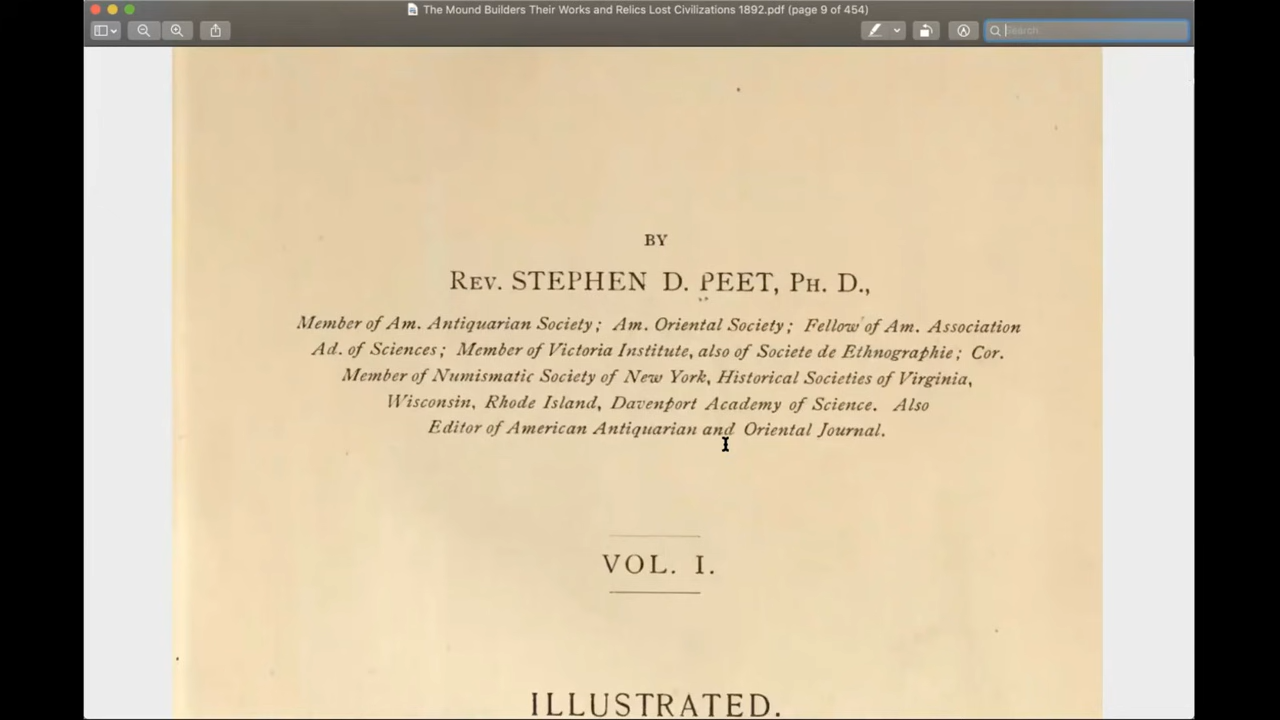 The Mound Builders Their Works and Relics Lost Civilizations 1892.pdf (page 9 of 454)
Search
BY
REV. STEPHEN D. PEET, PH. D.,
Member of Am. Antiquarian Society; Am. Oriental Society; Fellow of Am. Association
Ad. of Sciences; Member of Victoria Institute, also of Societe de Ethnographie; Cor.
Member of Numismatic Society of New York, Historical Societies of Virginia,
Wisconsin, Rhode Island, Davenport Academy of Science. Also
Editor of American Antiquarian and Oriental Journal.
VOL. I.
ILLUSTRATED.